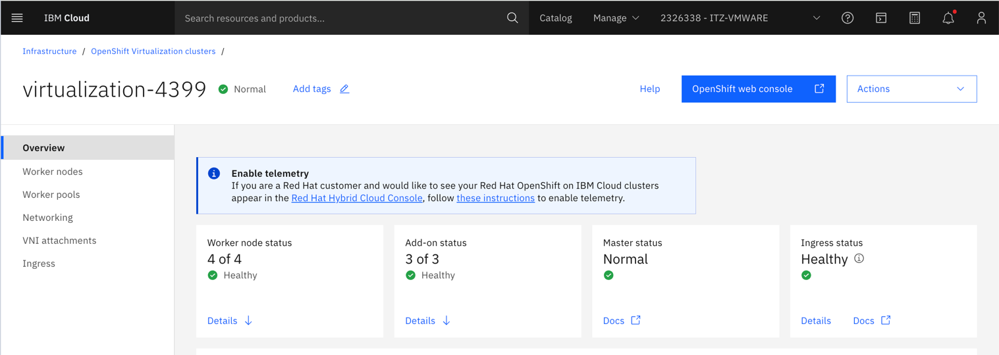 IBM Cloud
Search resources and products...
Catalog
Manage
2326338 - ITZ-VMWARE
Infrastructure / OpenShift Virtualization clusters /
virtualization-4399
Normal
Add tags
Help
OpenShift web console
Actions
Overview
Worker nodes
Worker pools
Networking
VNI attachments
Ingress
Enable telemetry
If you are a Red Hat customer and would like to see your Red Hat OpenShift on IBM Cloud clusters
appear in the Red Hat Hybrid Cloud Console, follow these instructions to enable telemetry.
Worker node status
4 of 4
Healthy
Details
Add-on status
3 of 3
Healthy
Details
Master status
Normal
Docs
Ingress status
Healthy
Details
Docs